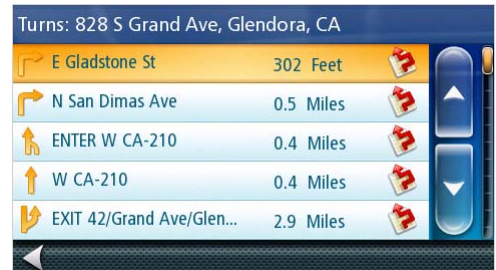 Turns: 828 S Grand Ave, Glendora, CA
E Gladstone St 302 Feet
N San Dimas Ave 0.5 Miles
ENTER W CA-210 0.4 Miles
W CA-210 0.4 Miles
EXIT 42/Grand Ave/Glen... 2.9 Miles